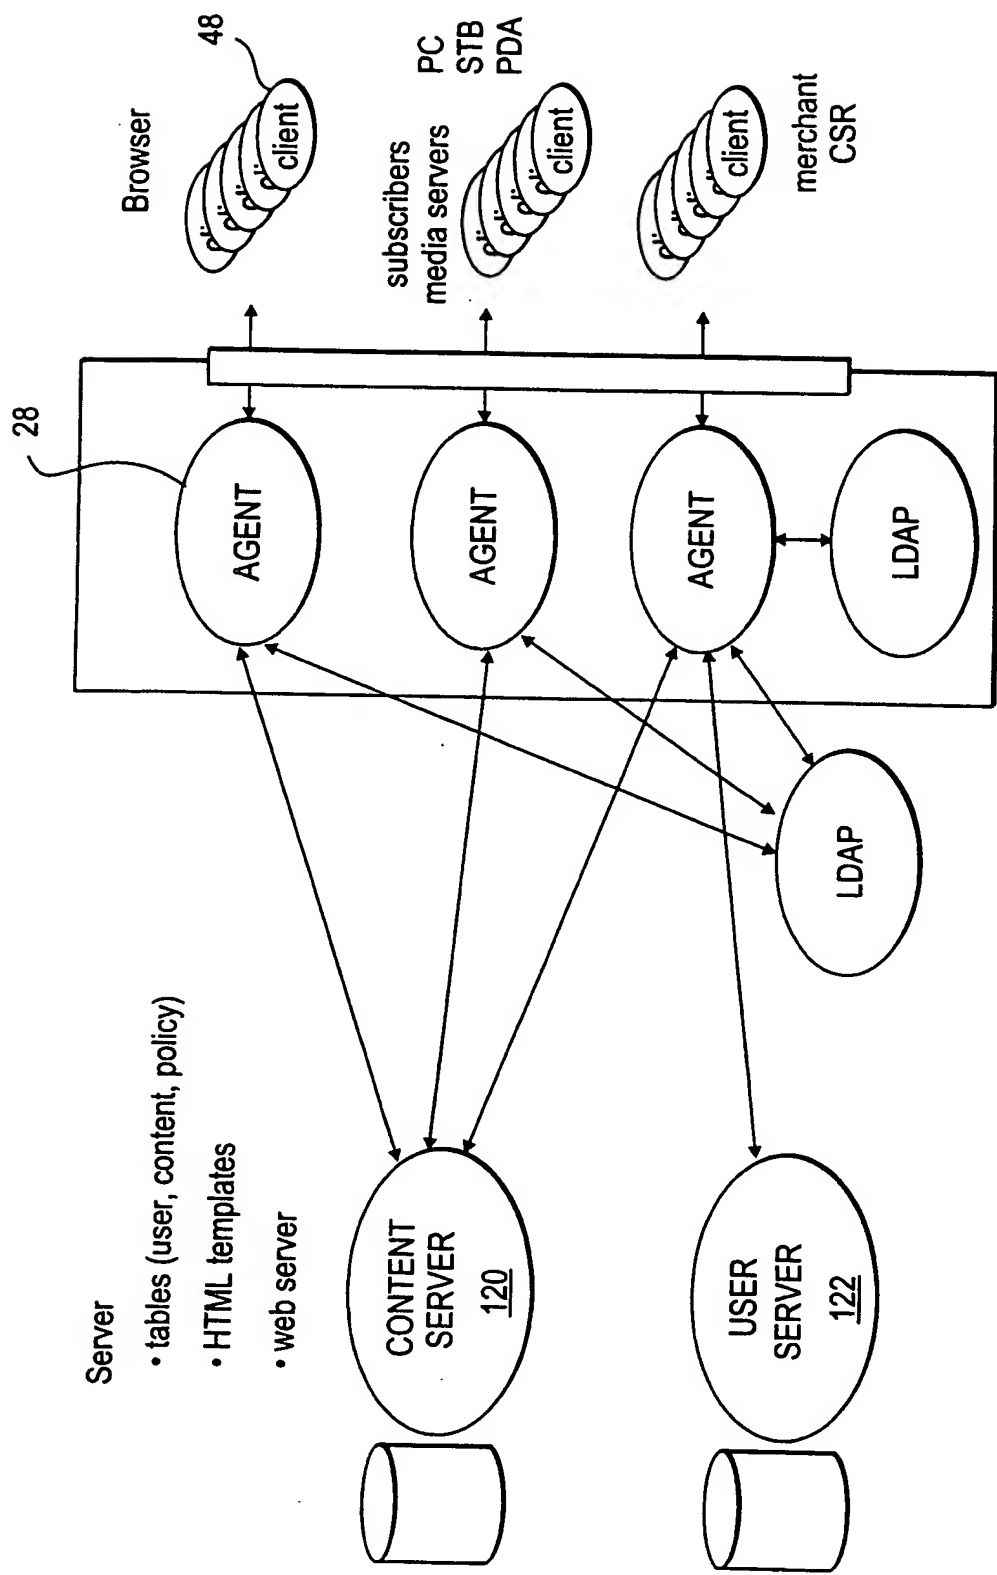 Server
• tables (user, content, policy)
• HTML templates
• web server
CONTENT
SERVER
120
USER
SERVER
122
LDAP
28
AGENT
AGENT
AGENT
LDAP
Browser
48
client
subscribers
media servers
PC
STB
PDA
client
client
merchant
CSR